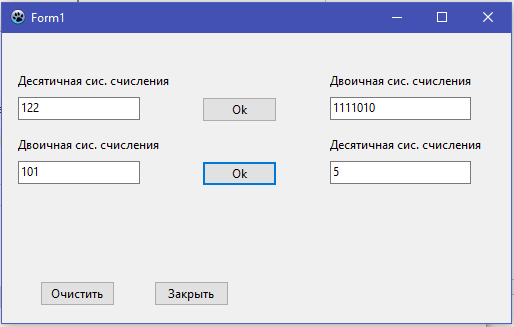 Form1
Десятичная сис. счисления Двоичная сис. счисления
122 Ok 1111010
Двоичная сис. счисления Десятичная сис. счисления
101 Ok 5
Очистить Закрыть